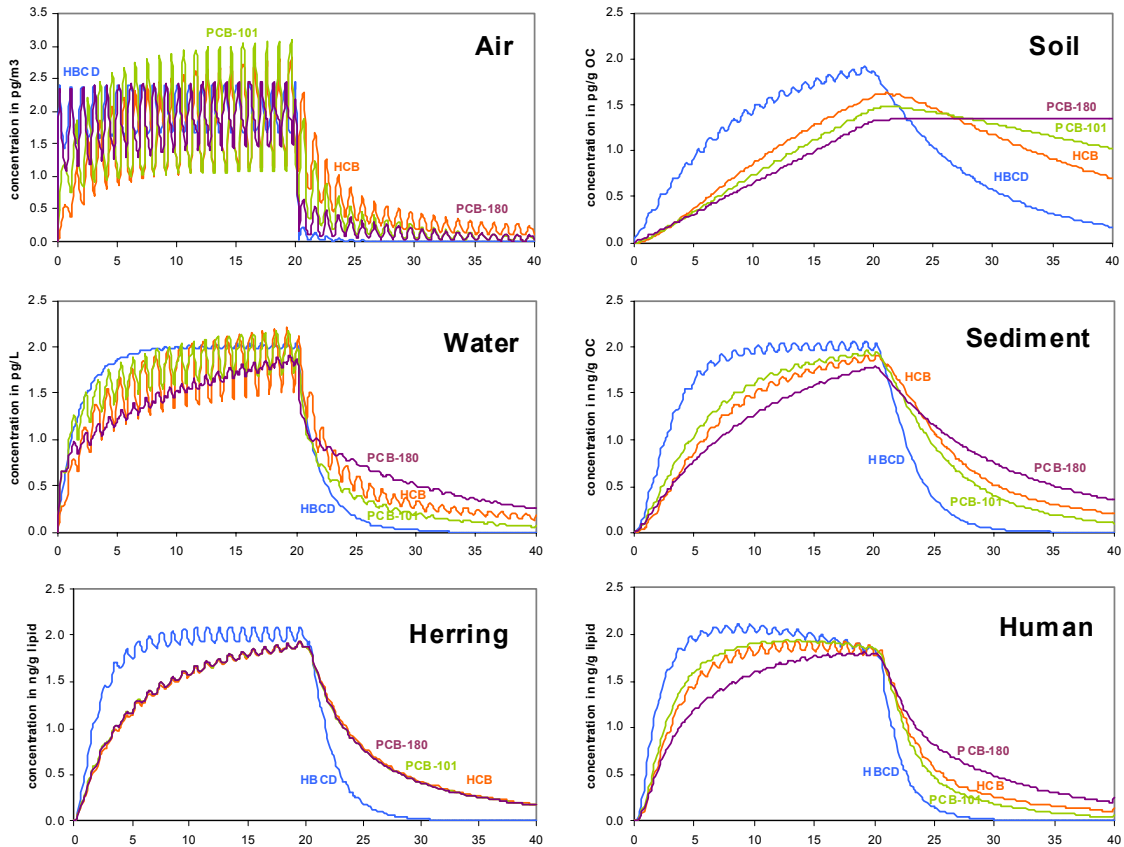 Air
concentration in pg/m3
3.5
3.0
2.5
2.0
1.5
1.0
0.5
0.0
PCB-101
HBCD
HCB
PCB-180
0 5 10 15 20 25 30 35 40
Soil
concentration in pg/g OC
2.5
2.0
1.5
1.0
0.5
0.0
PCB-180
PCB-101
HCB
HBCD
0 5 10 15 20 25 30 35 40
Water
concentration in pg/L
2.5
2.0
1.5
1.0
0.5
0.0
PCB-180
HCB
HBCD
PCB-101
0 5 10 15 20 25 30 35 40
Sediment
concentration in ng/g OC
2.5
2.0
1.5
1.0
0.5
0.0
HCB
HBCD
PCB-180
PCB-101
0 5 10 15 20 25 30 35 40
Herring
concentration in ng/g lipid
2.5
2.0
1.5
1.0
0.5
0.0
PCB-180
PCB-101
HBCD
HCB
0 5 10 15 20 25 30 35 40
Human
concentration in ng/g lipid
2.5
2.0
1.5
1.0
0.5
0.0
PCB-180
HBCD
HCB
PCB-101
0 5 10 15 20 25 30 35 40